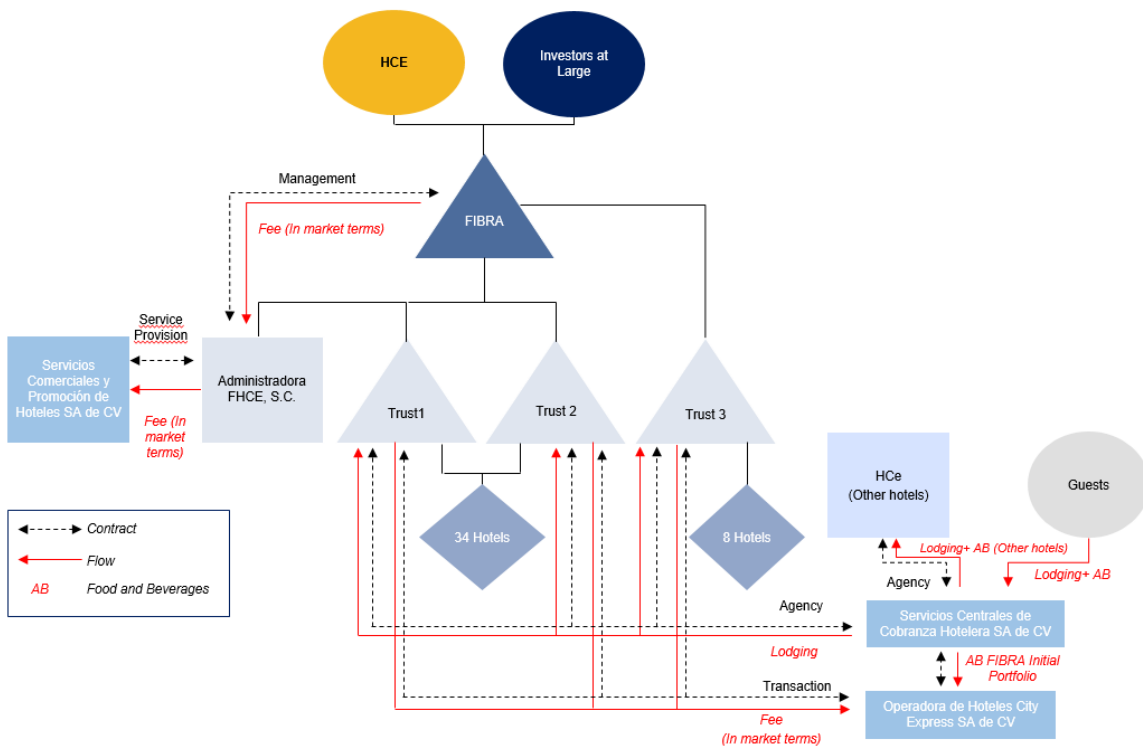 HCE
Investors at
Large
Management
FIBRA
Fee (In market terms)
Service
Provision
Servicios
Comerciales y
Promoción de
Hoteles SA de CV
Administradora
FHCE, S.C.
Trust1
Trust 2
Trust 3
Fee (In
market
terms)
HCe
(Other hotels)
Guests
Contract
Flow
AB
Food and Beverages
34 Hotels
8 Hotels
Lodging+ AB (Other hotels)
Lodging+ AB
Agency
Agency
Servicios Centrales de
Cobranza Hotelera SA de CV
Lodging
AB FIBRA Initial
Portfolio
Transaction
Operadora de Hoteles City
Express SA de CV
Fee
(In market terms)